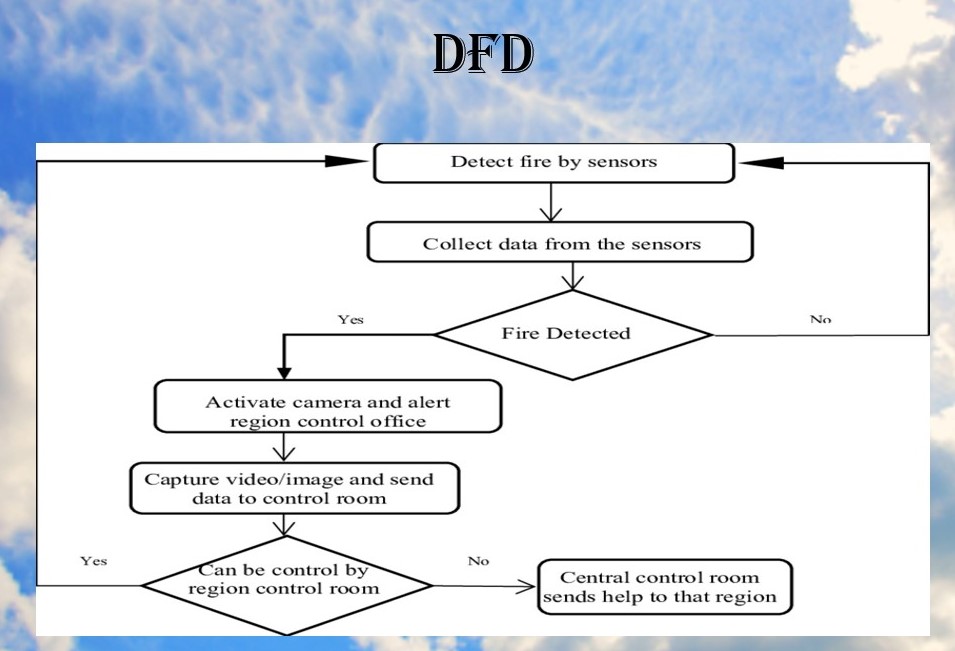 DFD
Detect fire by sensors
Collect data from the sensors
Fire Detected
Yes
No
Activate camera and alert
region control office
Capture video/image and send
data to control room
Can be control by
region control room
Yes
No
Central control room
sends help to that region